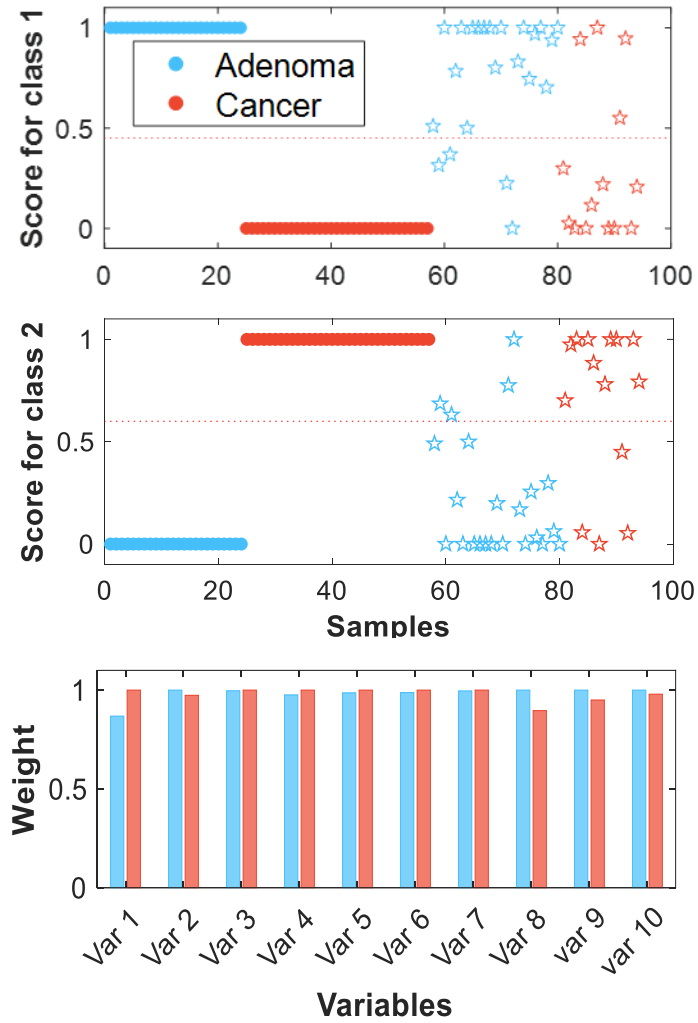 Score for class 1
1
0.5
0
Adenoma
Cancer
0 20 40 60 80 100
Score for class 2
1
0.5
0
0 20 40 60 80 100
Samples
Weight
1
0.5
0
Var 1 Var 2 Var 3 Var 4 Var 5 Var 6 Var 7 Var 8 var 9 var 10
Variables